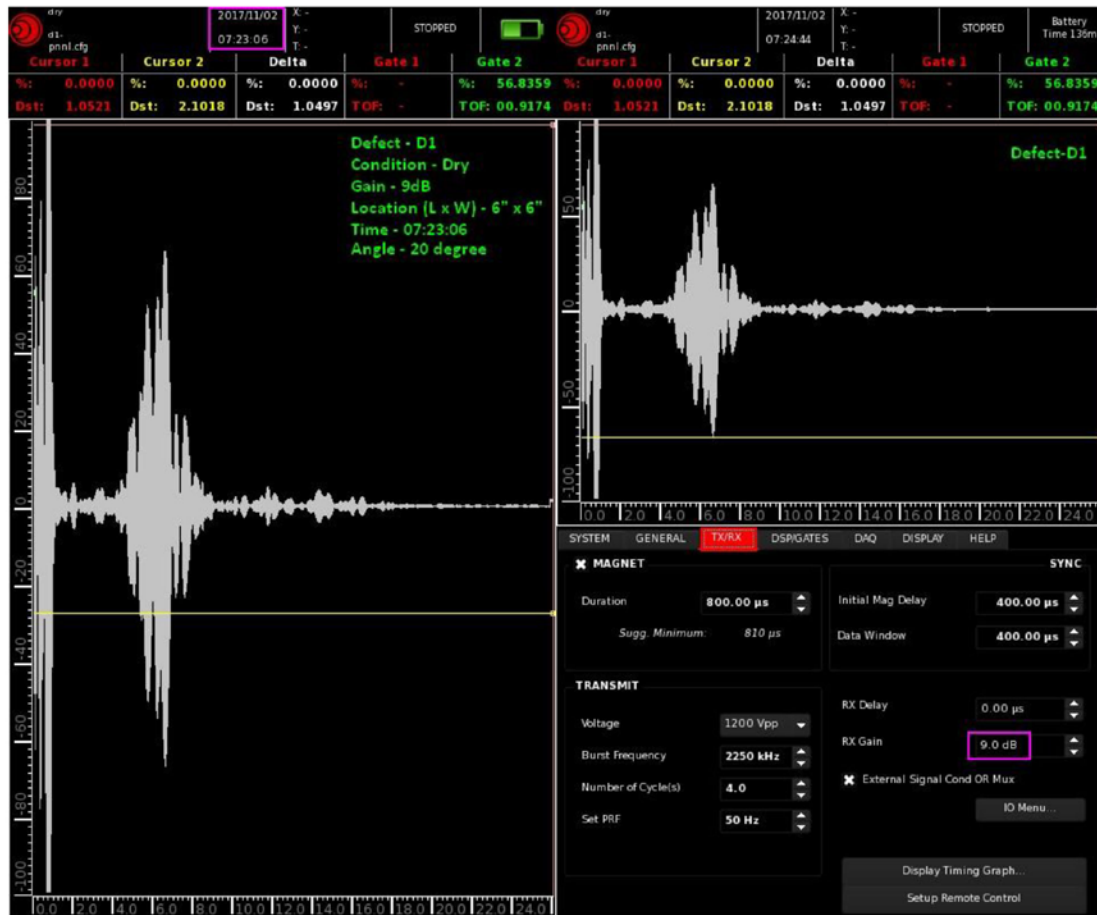 dry
d1-
pnnl.cfg
2017/11/02
07:23:06
X: -
Y: -
T: -
STOPPED
Cursor 1 Cursor 2 Delta Gate 1 Gate 2
%: 0.0000 %: 0.0000 %: 0.0000 %: - %: 56.8359
Dst: 1.0521 Dst: 2.1018 Dst: 1.0497 TOF: - TOF: 00.9174
Defect - D1
Condition - Dry
Gain - 9dB
Location (L x W) - 6" x 6"
Time - 07:23:06
Angle - 20 degree
80
60
40
20
0
-20
-40
-60
-80
-100
0.0 2.0 4.0 6.0 8.0 10.0 12.0 14.0 16.0 18.0 20.0 22.0 24.0
dry
d1-
pnnl.cfg
2017/11/02
07:24:44
X: -
Y: -
T: -
STOPPED
Battery
Time 136m
Cursor 1 Cursor 2 Delta Gate 1 Gate 2
%: 0.0000 %: 0.0000 %: 0.0000 %: - %: 56.8359
Dst: 1.0521 Dst: 2.1018 Dst: 1.0497 TOF: - TOF: 00.9174
Defect-D1
50
0
-50
-100
0.0 2.0 4.0 6.0 8.0 10.0 12.0 14.0 16.0 18.0 20.0 22.0 24.0
SYSTEM GENERAL TX/RX DSP/GATES DAQ DISPLAY HELP
MAGNET
Duration 800.00 µs
Sugg. Minimum: 810 µs
SYNC
Initial Mag Delay 400.00 µs
Data Window 400.00 µs
TRANSMIT
Voltage 1200 Vpp
Burst Frequency 2250 kHz
Number of Cycle(s) 4.0
Set PRF 50 Hz
RX Delay 0.00 µs
RX Gain 9.0 dB
External Signal Cond OR Mux
IO Menu...
Display Timing Graph...
Setup Remote Control